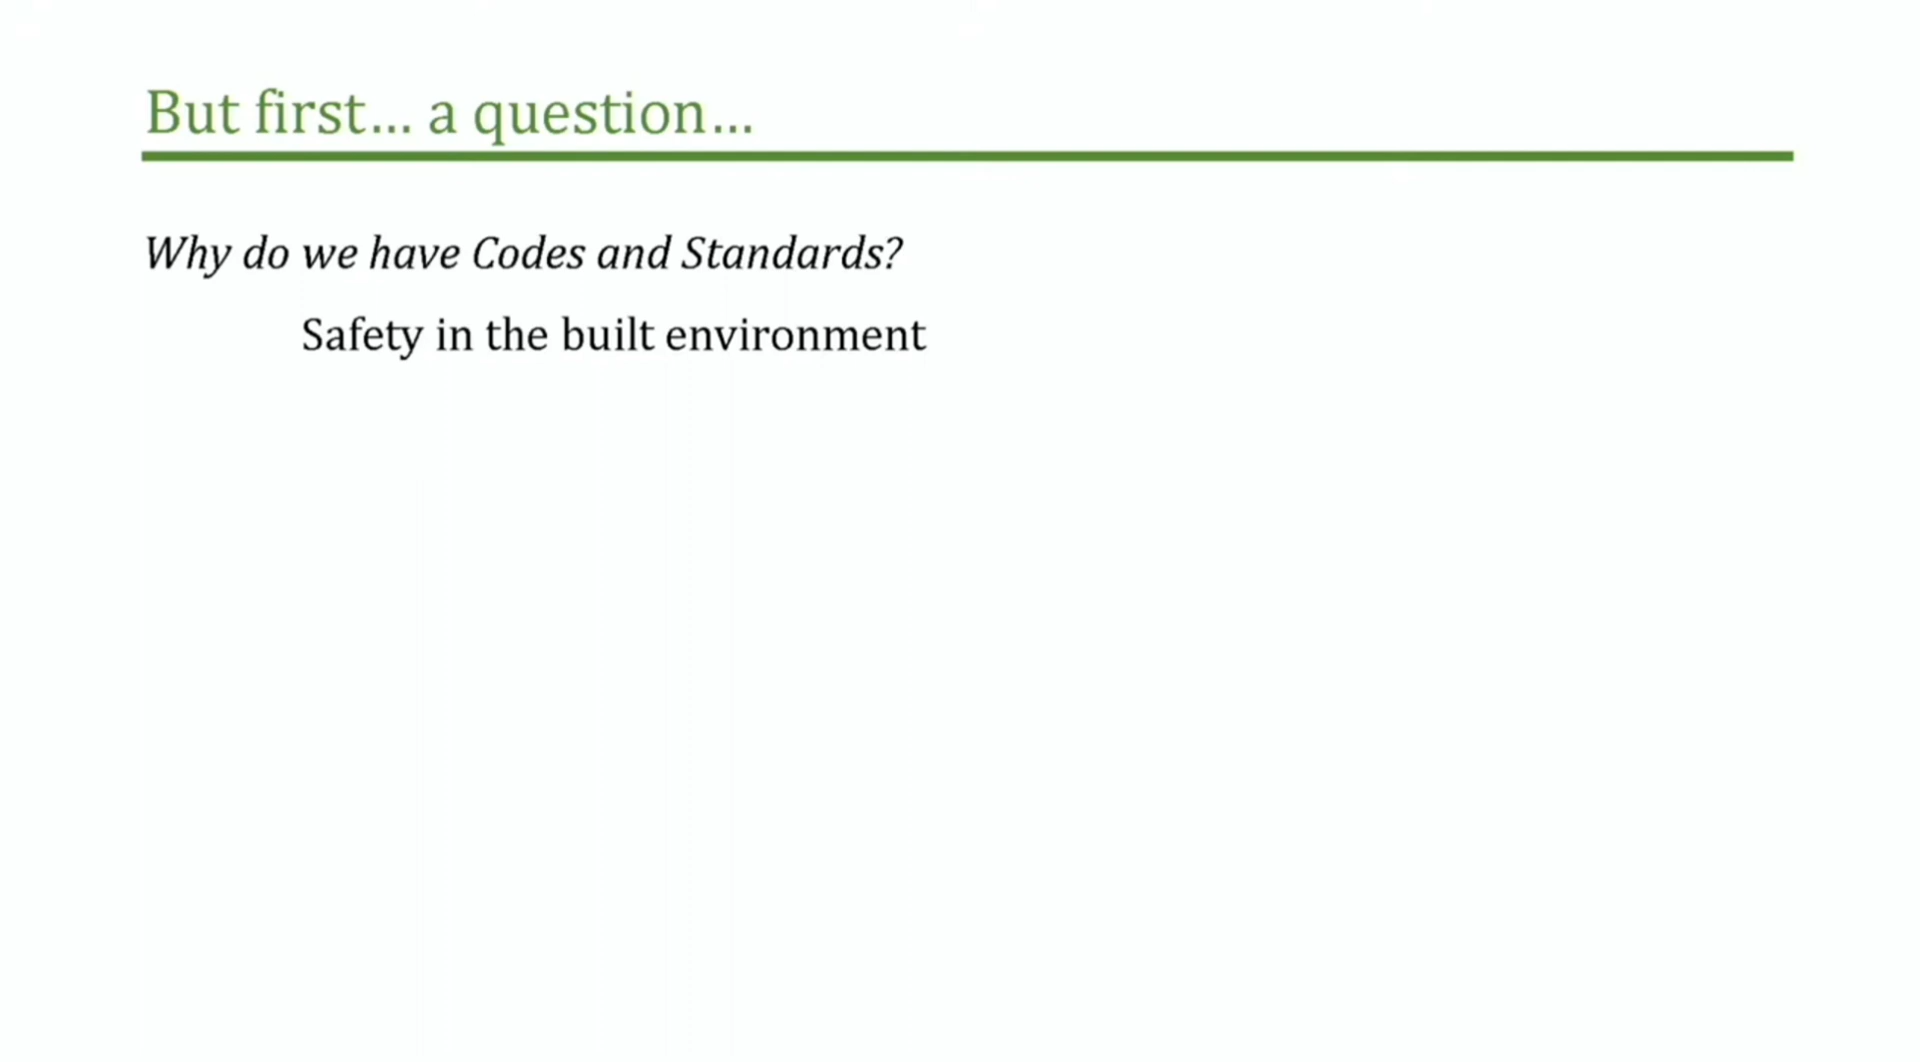 But first… a question…
Why do we have Codes and Standards?
Safety in the built environment